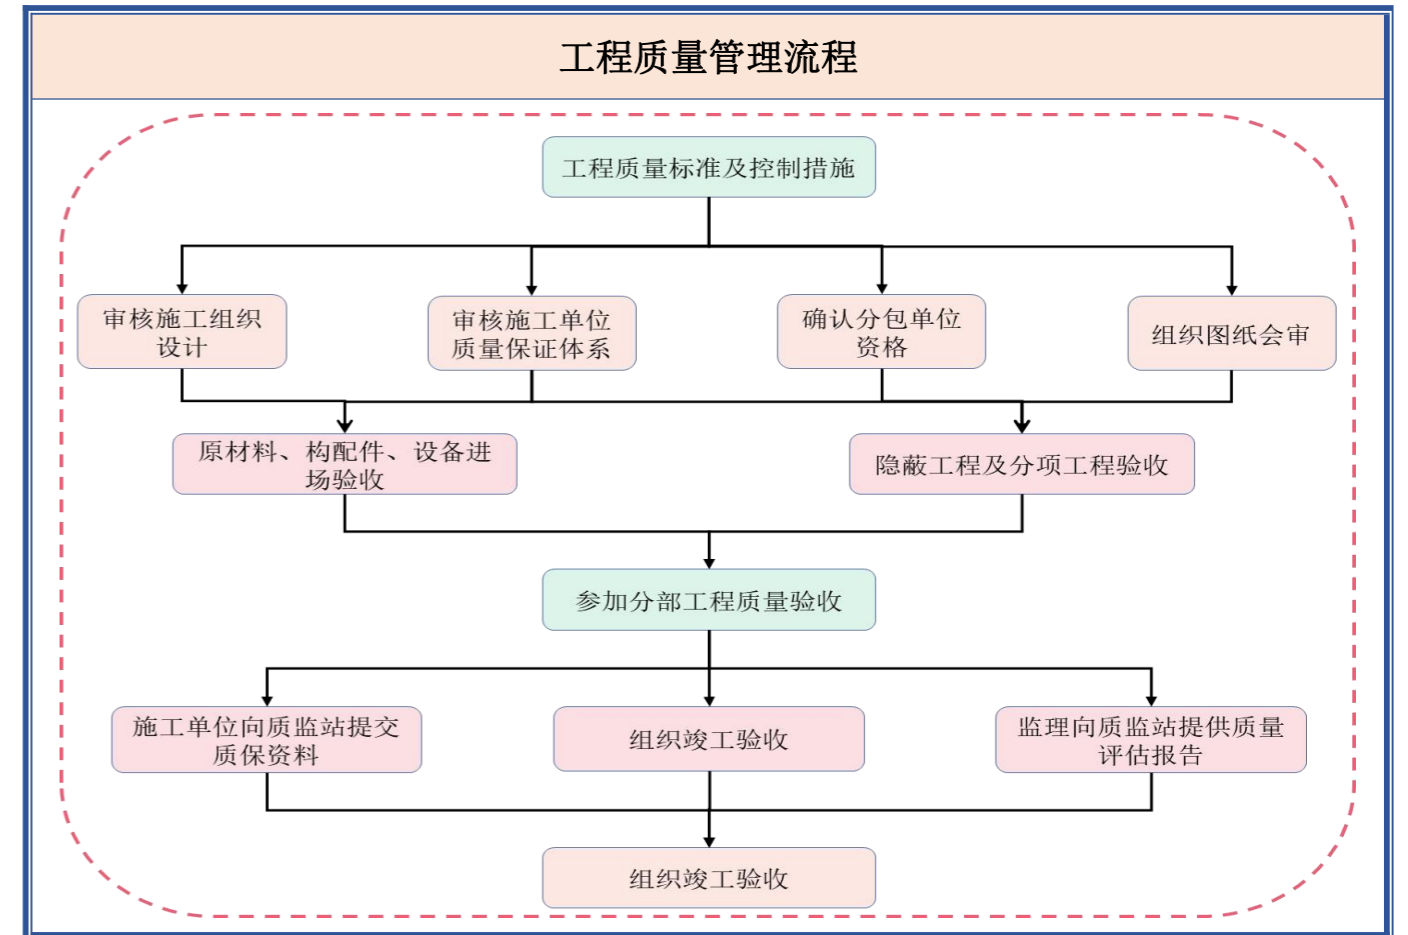 工程质量管理流程
工程质量标准及控制措施
审核施工组织
设计
审核施工单位
质量保证体系
确认分包单位
资格
组织图纸会审
原材料、构配件、设备进
场验收
隐蔽工程及分项工程验收
参加分部工程质量验收
施工单位向质监站提交
质保资料
组织竣工验收
监理向质监站提供质量
评估报告
组织竣工验收